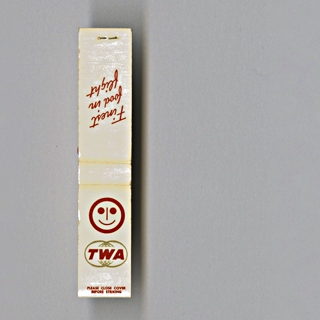 Finest
food in
flight
TWA
PLEASE CLOSE COVER
BEFORE STRIKING